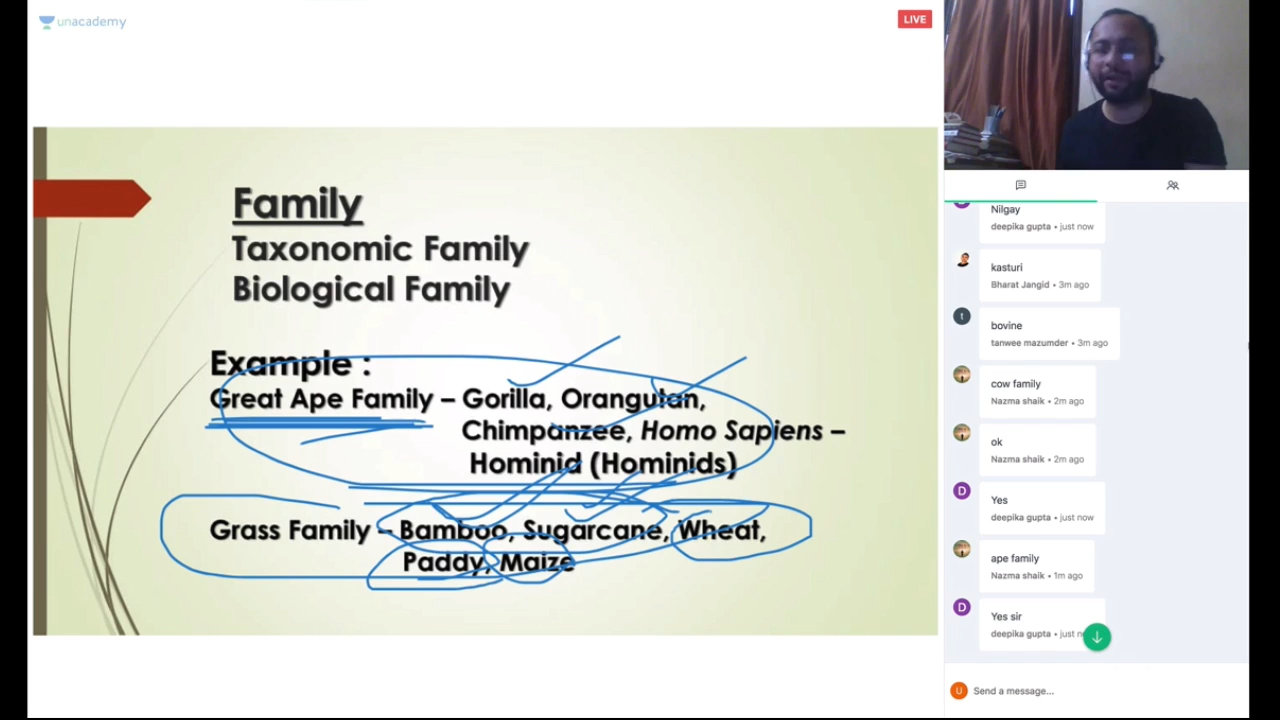 unacademy
LIVE
Family
Taxonomic Family
Biological Family
Example :
Great Ape Family – Gorilla, Orangutan,
Chimpanzee, Homo Sapiens –
Hominid (Hominids)
Grass Family – Bamboo, Sugarcane, Wheat,
Paddy, Maize
Nilgay
deepika gupta • just now
kasturi
Bharat Jangid • 3m ago
t
bovine
tanwee mazumder • 3m ago
cow family
Nazma shaik • 2m ago
ok
Nazma shaik • 2m ago
D
Yes
deepika gupta • just now
ape family
Nazma shaik • 1m ago
D
Yes sir
deepika gupta • just n
U
Send a message...